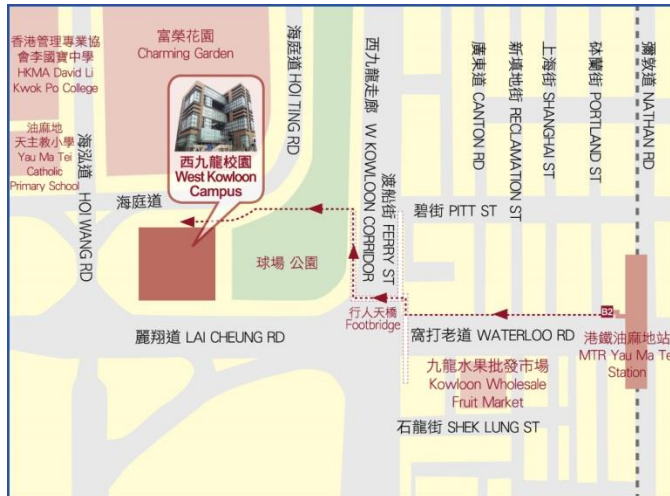 香港管理專業協
會李國寶中學
HKMA David Li
Kwok Po College
油麻地
天主教小學
Yau Ma Tei
Catholic
Primary School
海泓道 HOI WANG RD
富榮花園
Charming Garden
西九龍校園
West Kowloon
Campus
海庭道
海庭道 HOI TING RD
西九龍走廊 W KOWLOON CORRIDOR
渡船街 FERRY ST
廣東道 CANTON RD
新填地街 RECLAMATION ST
上海街 SHANGHAI ST
砵蘭街 PORTLAND ST
彌敦道 NATHAN RD
碧街 PITT ST
球場 公園
行人天橋
Footbridge
B2
麗翔道 LAI CHEUNG RD
窩打老道 WATERLOO RD
港鐵油麻地站
MTR Yau Ma Te
Station
九龍水果批發市場
Kowloon Wholesale
Fruit Market
石龍街 SHEK LUNG ST